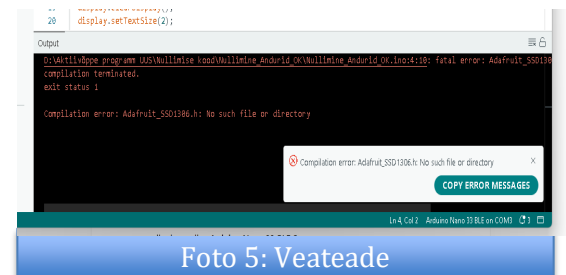 20 display.setTextSize(2);
Output
D:\Aktiivõppe programm UUS\Nullimise kood\Nullimine_Andurid_OK\Nullimine_Andurid_OK.ino:4:10: fatal error: Adafruit_SSD130
compilation terminated.
exit status 1
Compilation error: Adafruit_SSD1306.h: No such file or directory
Compilation error: Adafruit_SSD1306.h: No such file or directory
COPY ERROR MESSAGES
Ln 4, Col 2 Arduino Nano 33 BLE on COM3 3
Foto 5: Veateade